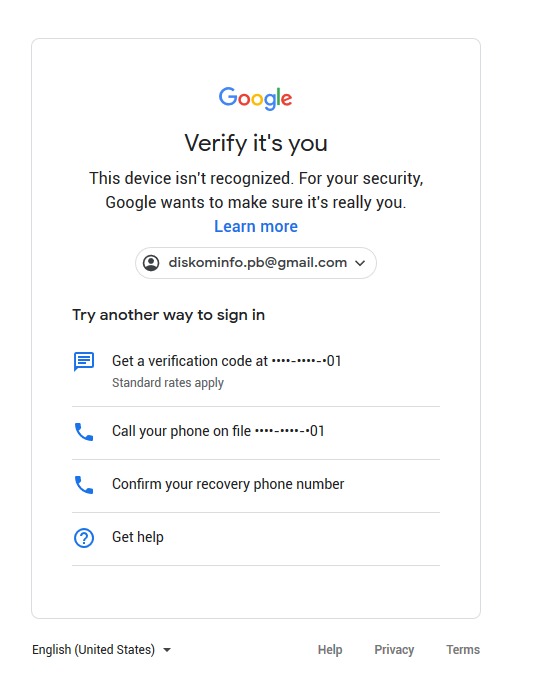 Google
Verify it's you
This device isn't recognized. For your security,
Google wants to make sure it's really you.
Learn more
diskominfo.pb@gmail.com
Try another way to sign in
Get a verification code at ••••-••••-•01
Standard rates apply
Call your phone on file ••••-••••-•01
Confirm your recovery phone number
Get help
English (United States)
Help Privacy Terms